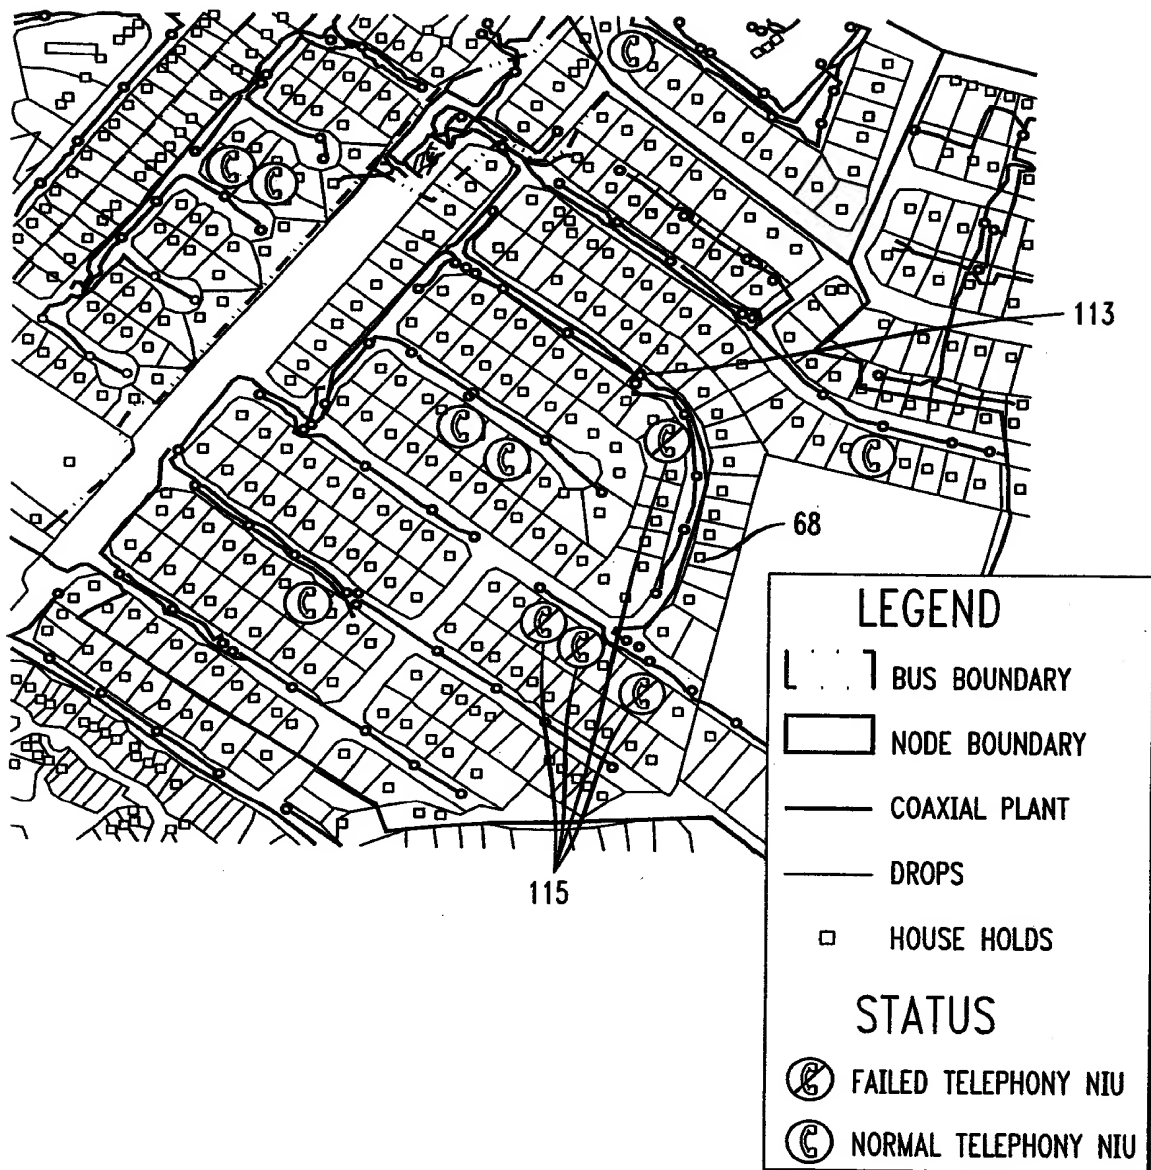 113
68
115
LEGEND
BUS BOUNDARY
NODE BOUNDARY
COAXIAL PLANT
DROPS
HOUSE HOLDS
STATUS
FAILED TELEPHONY NIU
NORMAL TELEPHONY NIU